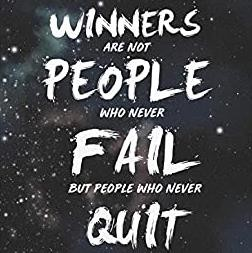 WINNERS
ARE NOT
PEOPLE
WHO NEVER
FAIL
BUT PEOPLE WHO NEVER
QUIT